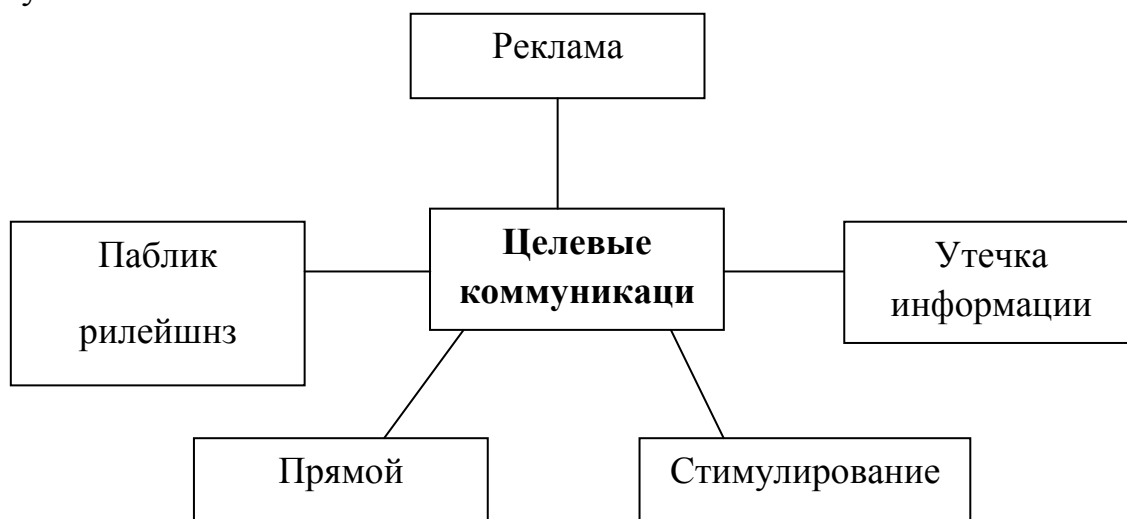 Реклама
Целевые
коммуникаци
Паблик
рилейшнз
Утечка
информации
Прямой
Стимулирование